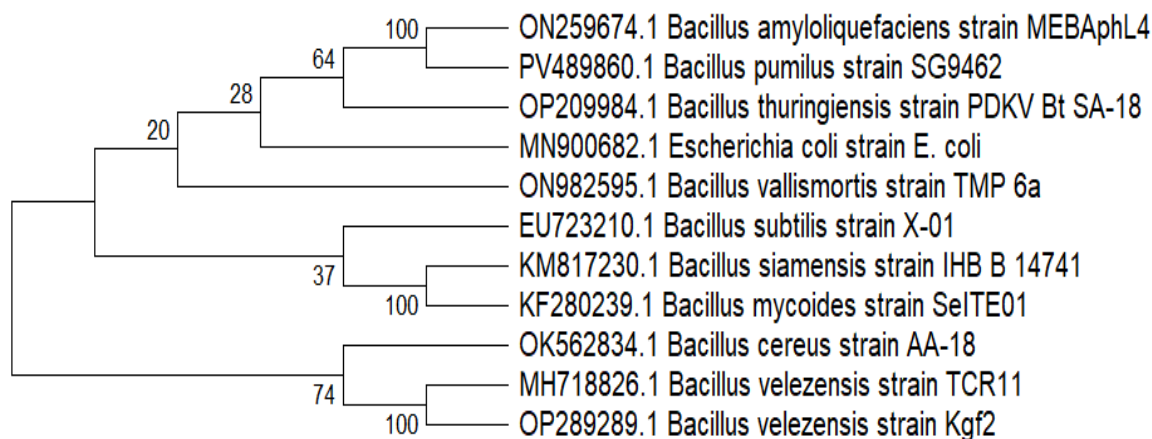 100
ON259674.1 Bacillus amyloliquefaciens strain MEBAphL4
64
PV489860.1 Bacillus pumilus strain SG9462
28
OP209984.1 Bacillus thuringiensis strain PDKV Bt SA-18
20
MN900682.1 Escherichia coli strain E. coli
ON982595.1 Bacillus vallismortis strain TMP 6a
EU723210.1 Bacillus subtilis strain X-01
37
KM817230.1 Bacillus siamensis strain IHB B 14741
100
KF280239.1 Bacillus mycoides strain SeITE01
OK562834.1 Bacillus cereus strain AA-18
74
MH718826.1 Bacillus velezensis strain TCR11
100
OP289289.1 Bacillus velezensis strain Kgf2